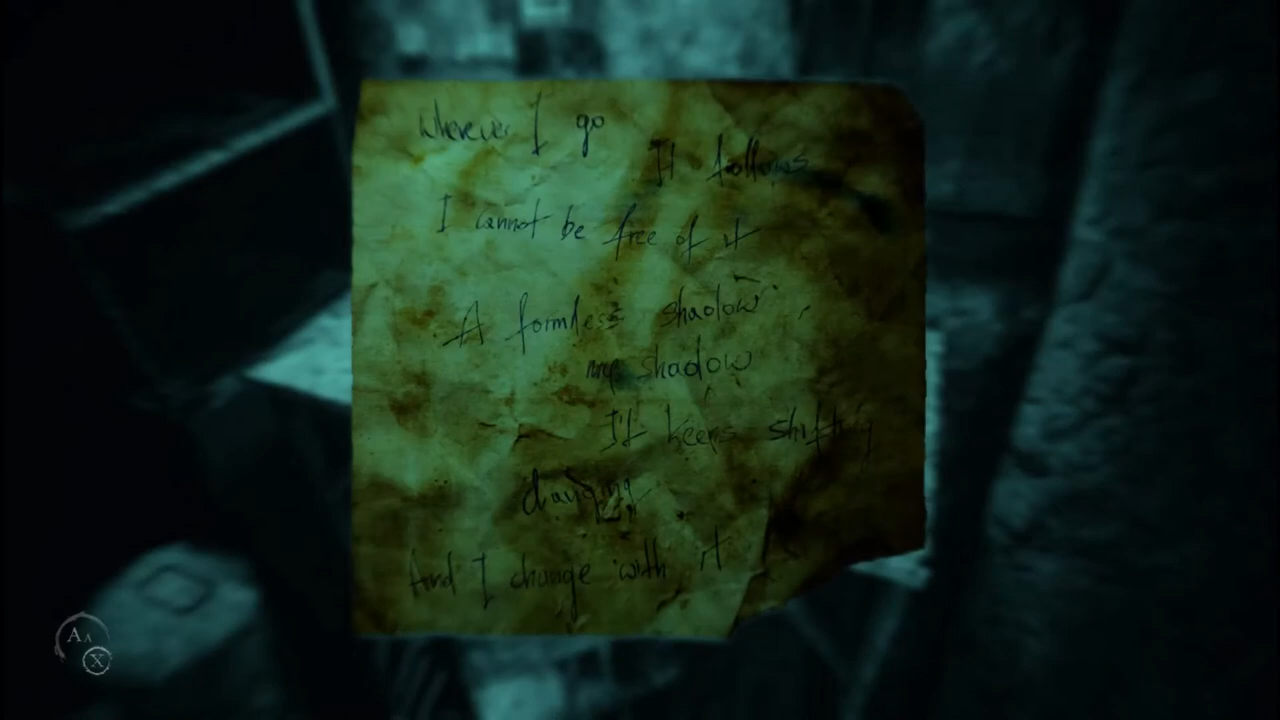 Wherever I go
It follows
I cannot be free of it
A formless shadow
my shadow
It keeps shifting
changing
And I change with it
AA
X